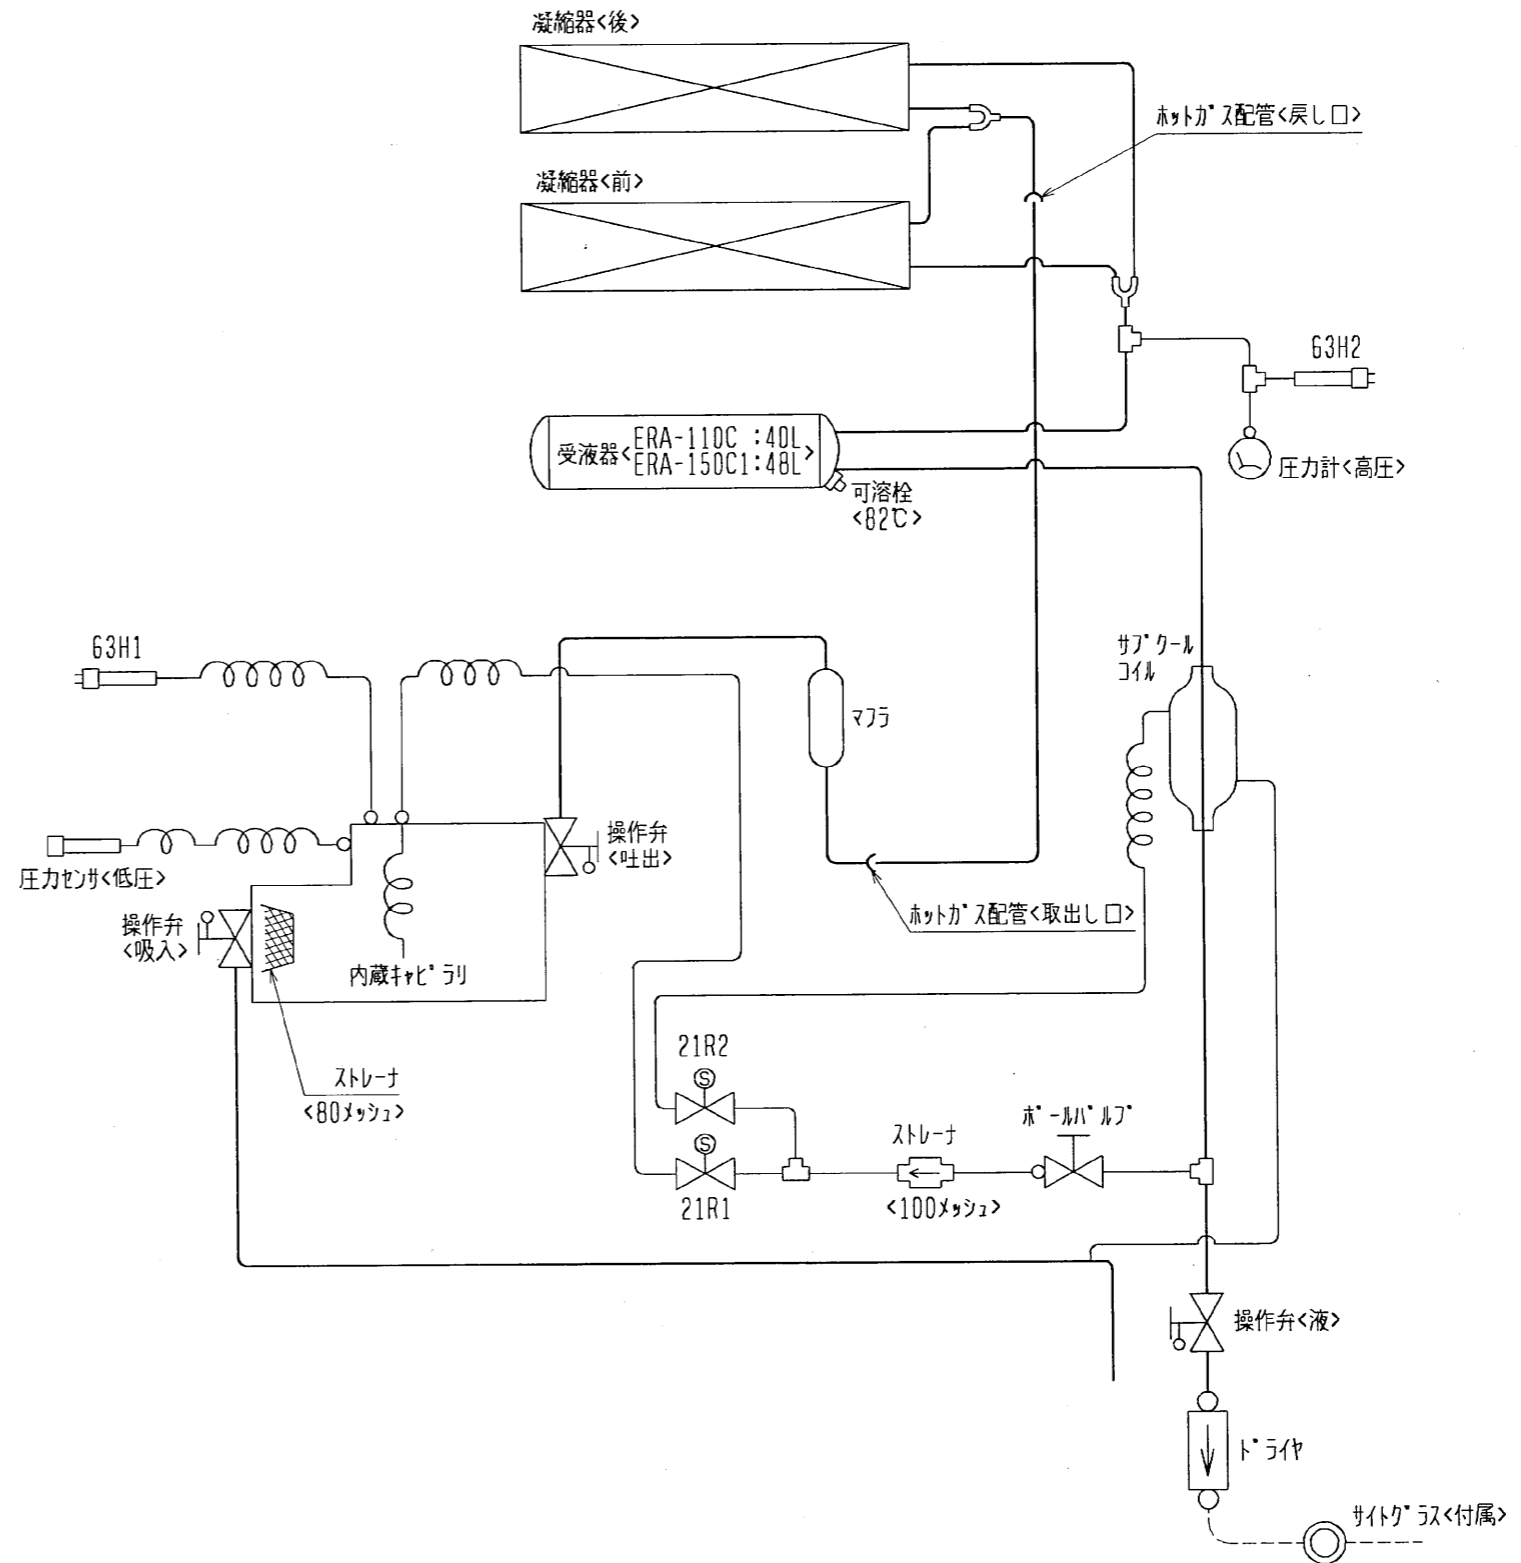 凝縮器<後>
ホットガス配管<戻し口>
凝縮器<前>
63H2
受液器<ERA-110C :40L
ERA-150C1:48L>
圧力計<高圧>
可溶栓
<82℃>
63H1
サブクール
コイル
マフラ
操作弁
<吐出>
圧力センサ<低圧>
操作弁
<吸入>
ホットガス配管<取出し口>
内蔵キャピラリ
21R2
S
ストレーナ
<80メッシュ>
ボールバルブ
ストレーナ
S
<100メッシュ>
21R1
操作弁<液>
ドライヤ
サイトグラス<付属>